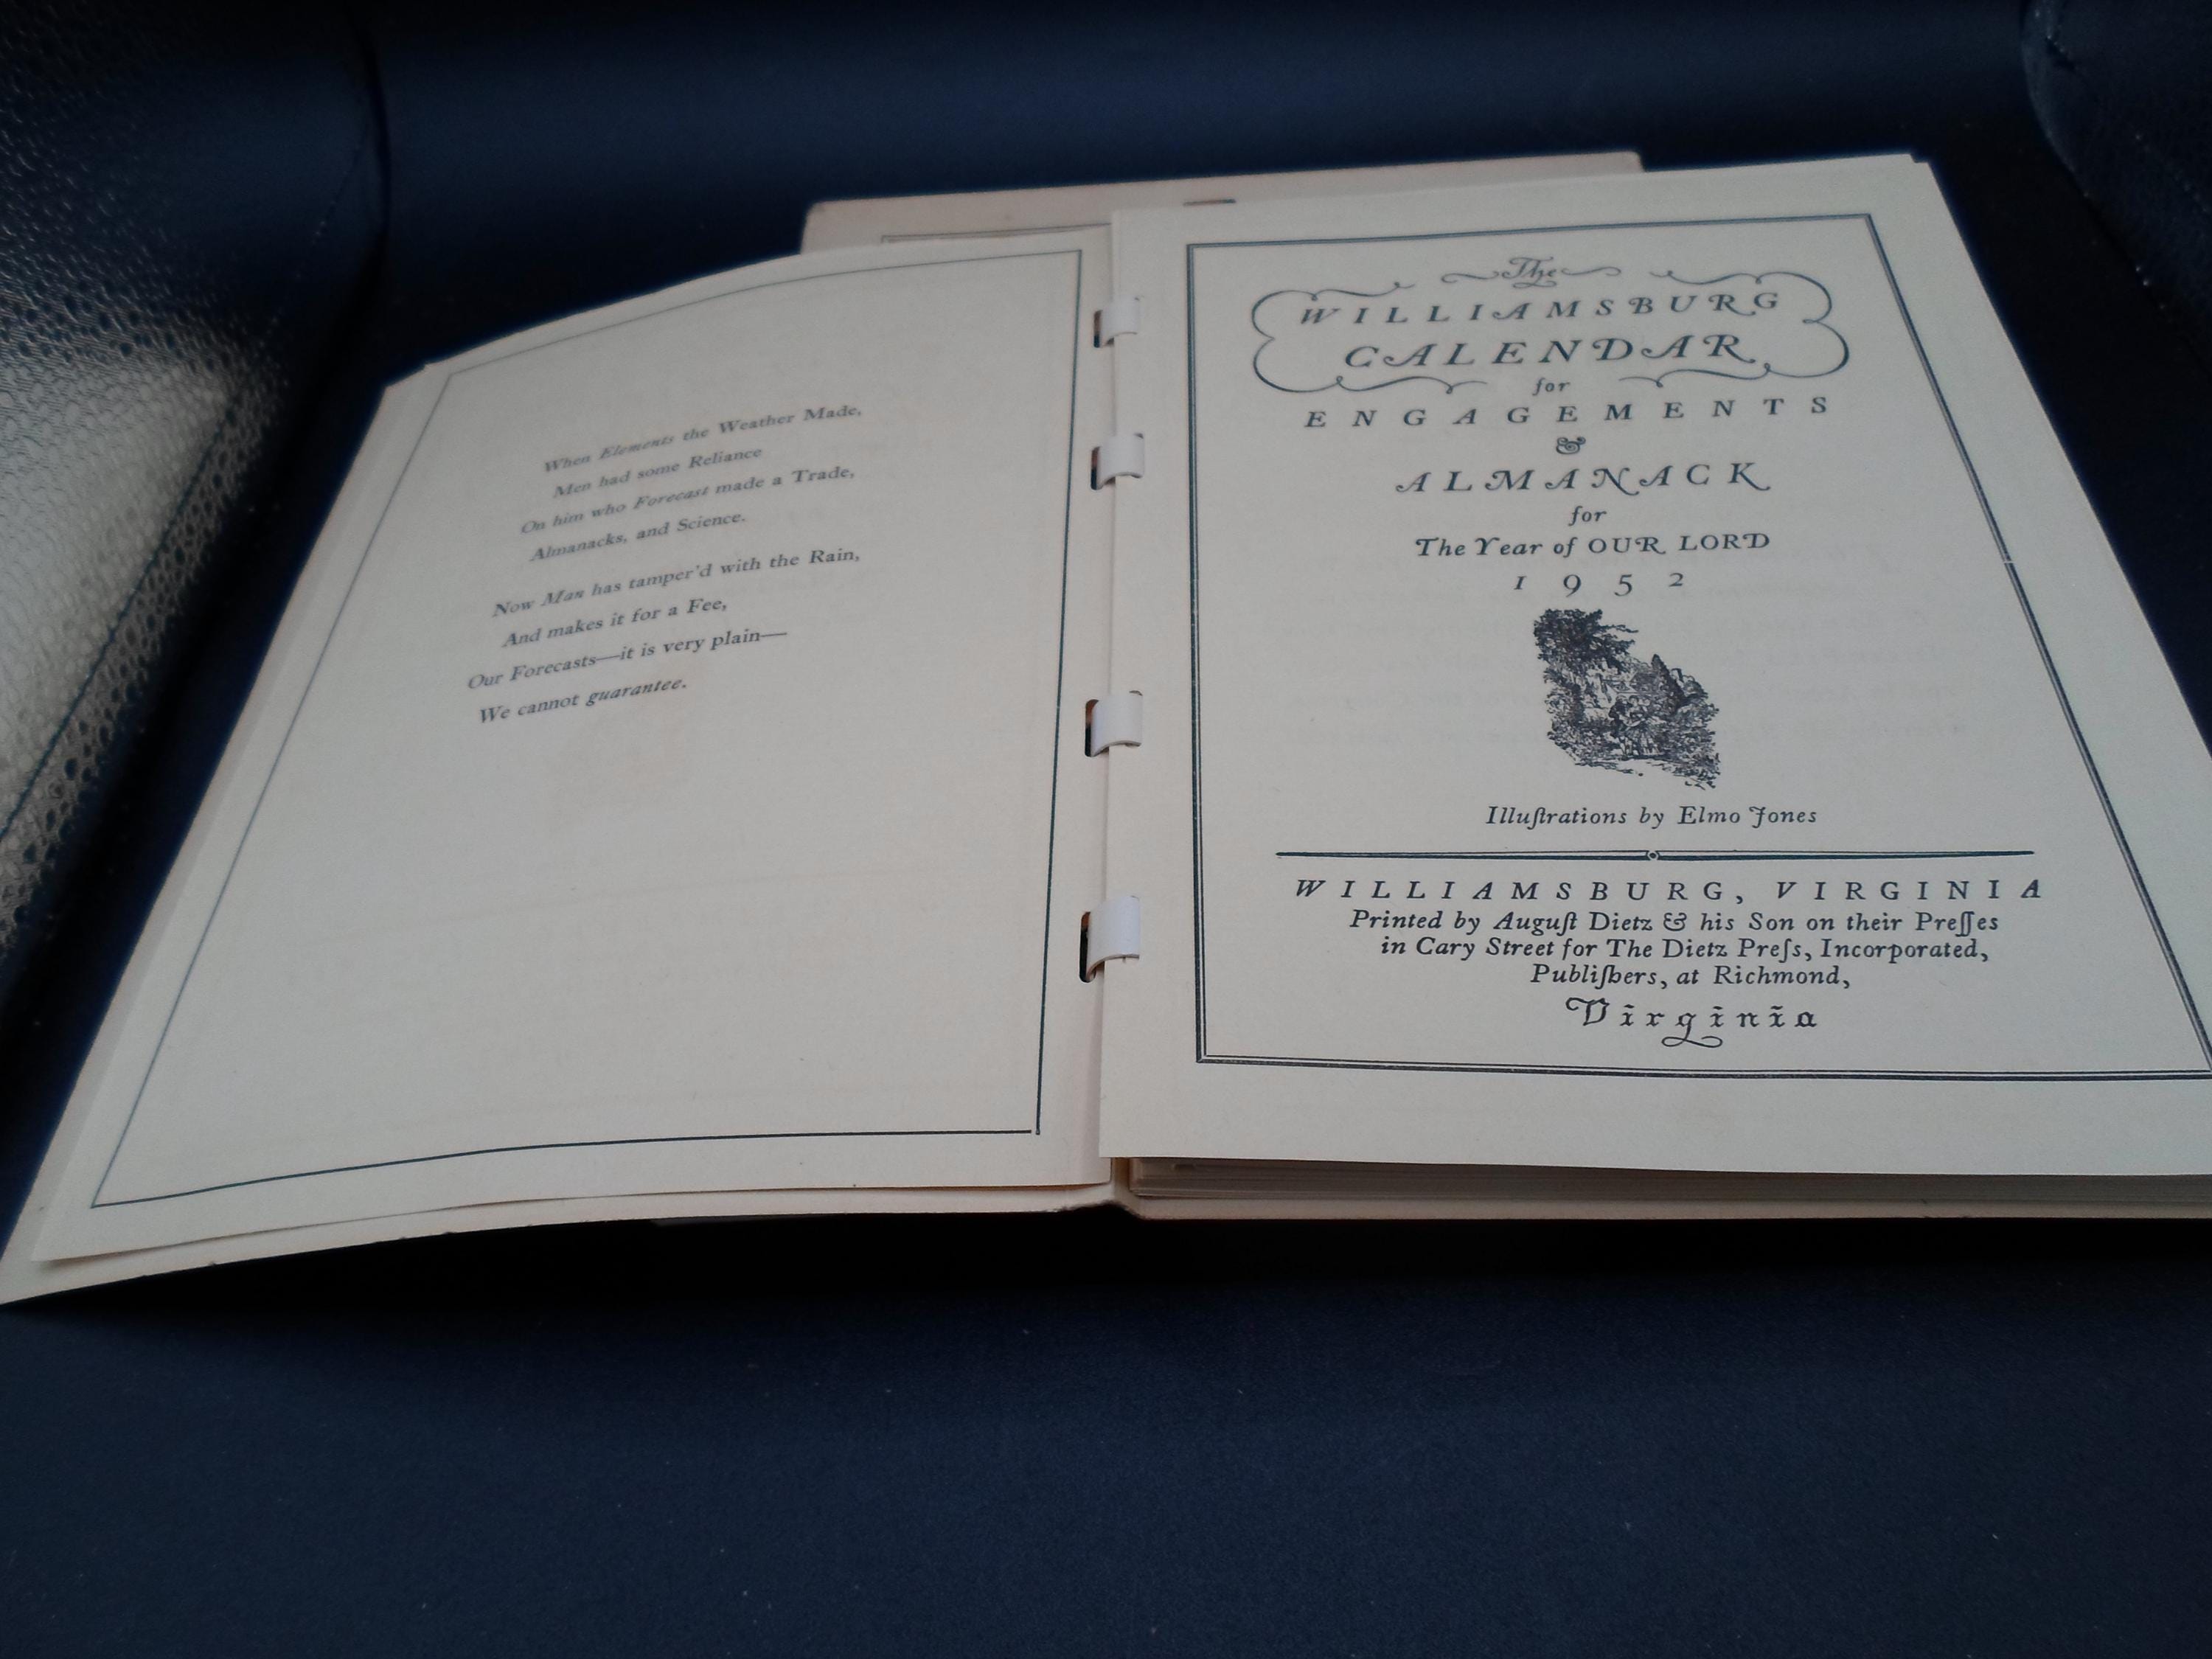 When Elements the Weather Made,
Men had some Reliance
On him who Forecast made a Trade,
Almanacks, and Science.
Now Man has tamper'd with the Rain,
And makes it for a Fee,
Our Forecasts—it is very plain—
We cannot guarantee.
The
WILLIAMSBURG
CALENDAR
for
ENGAGEMENTS
&
ALMANACK
for
The Year of OUR LORD
1952
Illuſtrations by Elmo Jones
WILLIAMSBURG, VIRGINIA
Printed by Auguſt Dietz & his Son on their Preſſes
in Cary Street for The Dietz Preſs, Incorporated,
Publiſhers, at Richmond,
Virginia